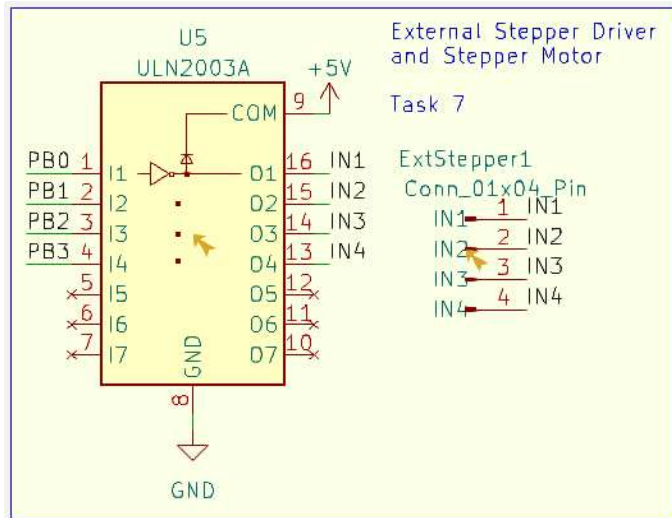 External Stepper Driver
and Stepper Motor
Task 7
U5
ULN2003A
+5V
9
COM
PB0 1 I1 O1 16 IN1
PB1 2 I2 O2 15 IN2
PB2 3 I3 O3 14 IN3
PB3 4 I4 O4 13 IN4
5 I5 O5 12
6 I6 O6 11
7 I7 O7 10
GND
8
GND
ExtStepper1
Conn_01x04_Pin
IN1 1 IN1
IN2 2 IN2
IN3 3 IN3
IN4 4 IN4